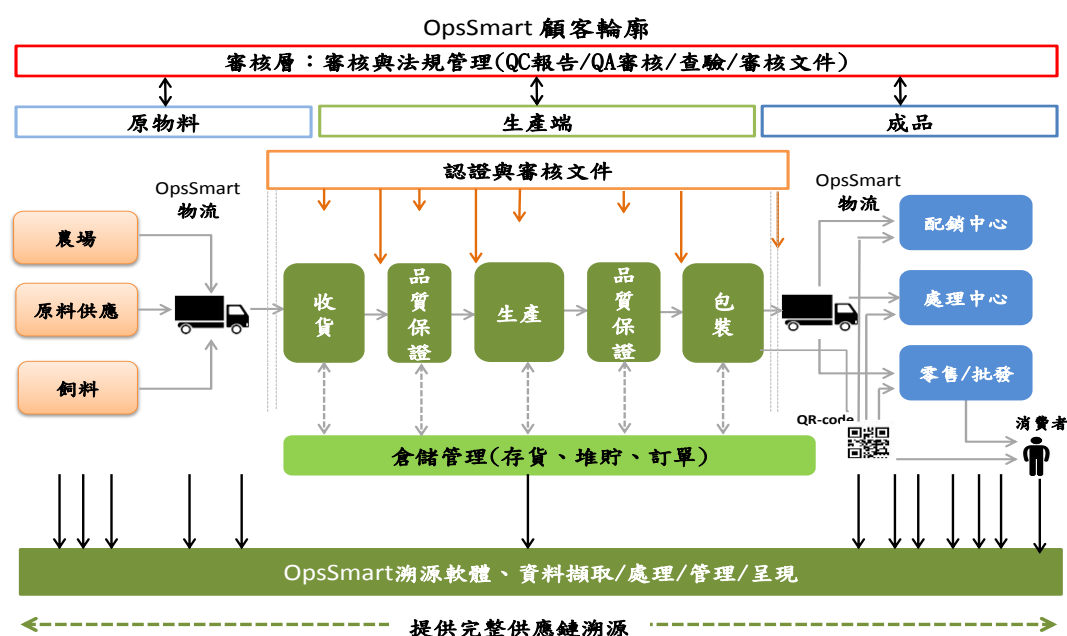 OpsSmart 顧客輪廓
審核層：審核與法規管理(QC報告/QA審核/查驗/審核文件)
原物料
生產端
成品
認證與審核文件
OpsSmart
物流
OpsSmart
物流
農場
原料供應
飼料
收貨
品質保證
生產
品質保證
包裝
配銷中心
處理中心
零售/批發
QR-code
消費者
倉儲管理(存貨、堆貯、訂單)
OpsSmart溯源軟體、資料擷取/處理/管理/呈現
提供完整供應鏈溯源